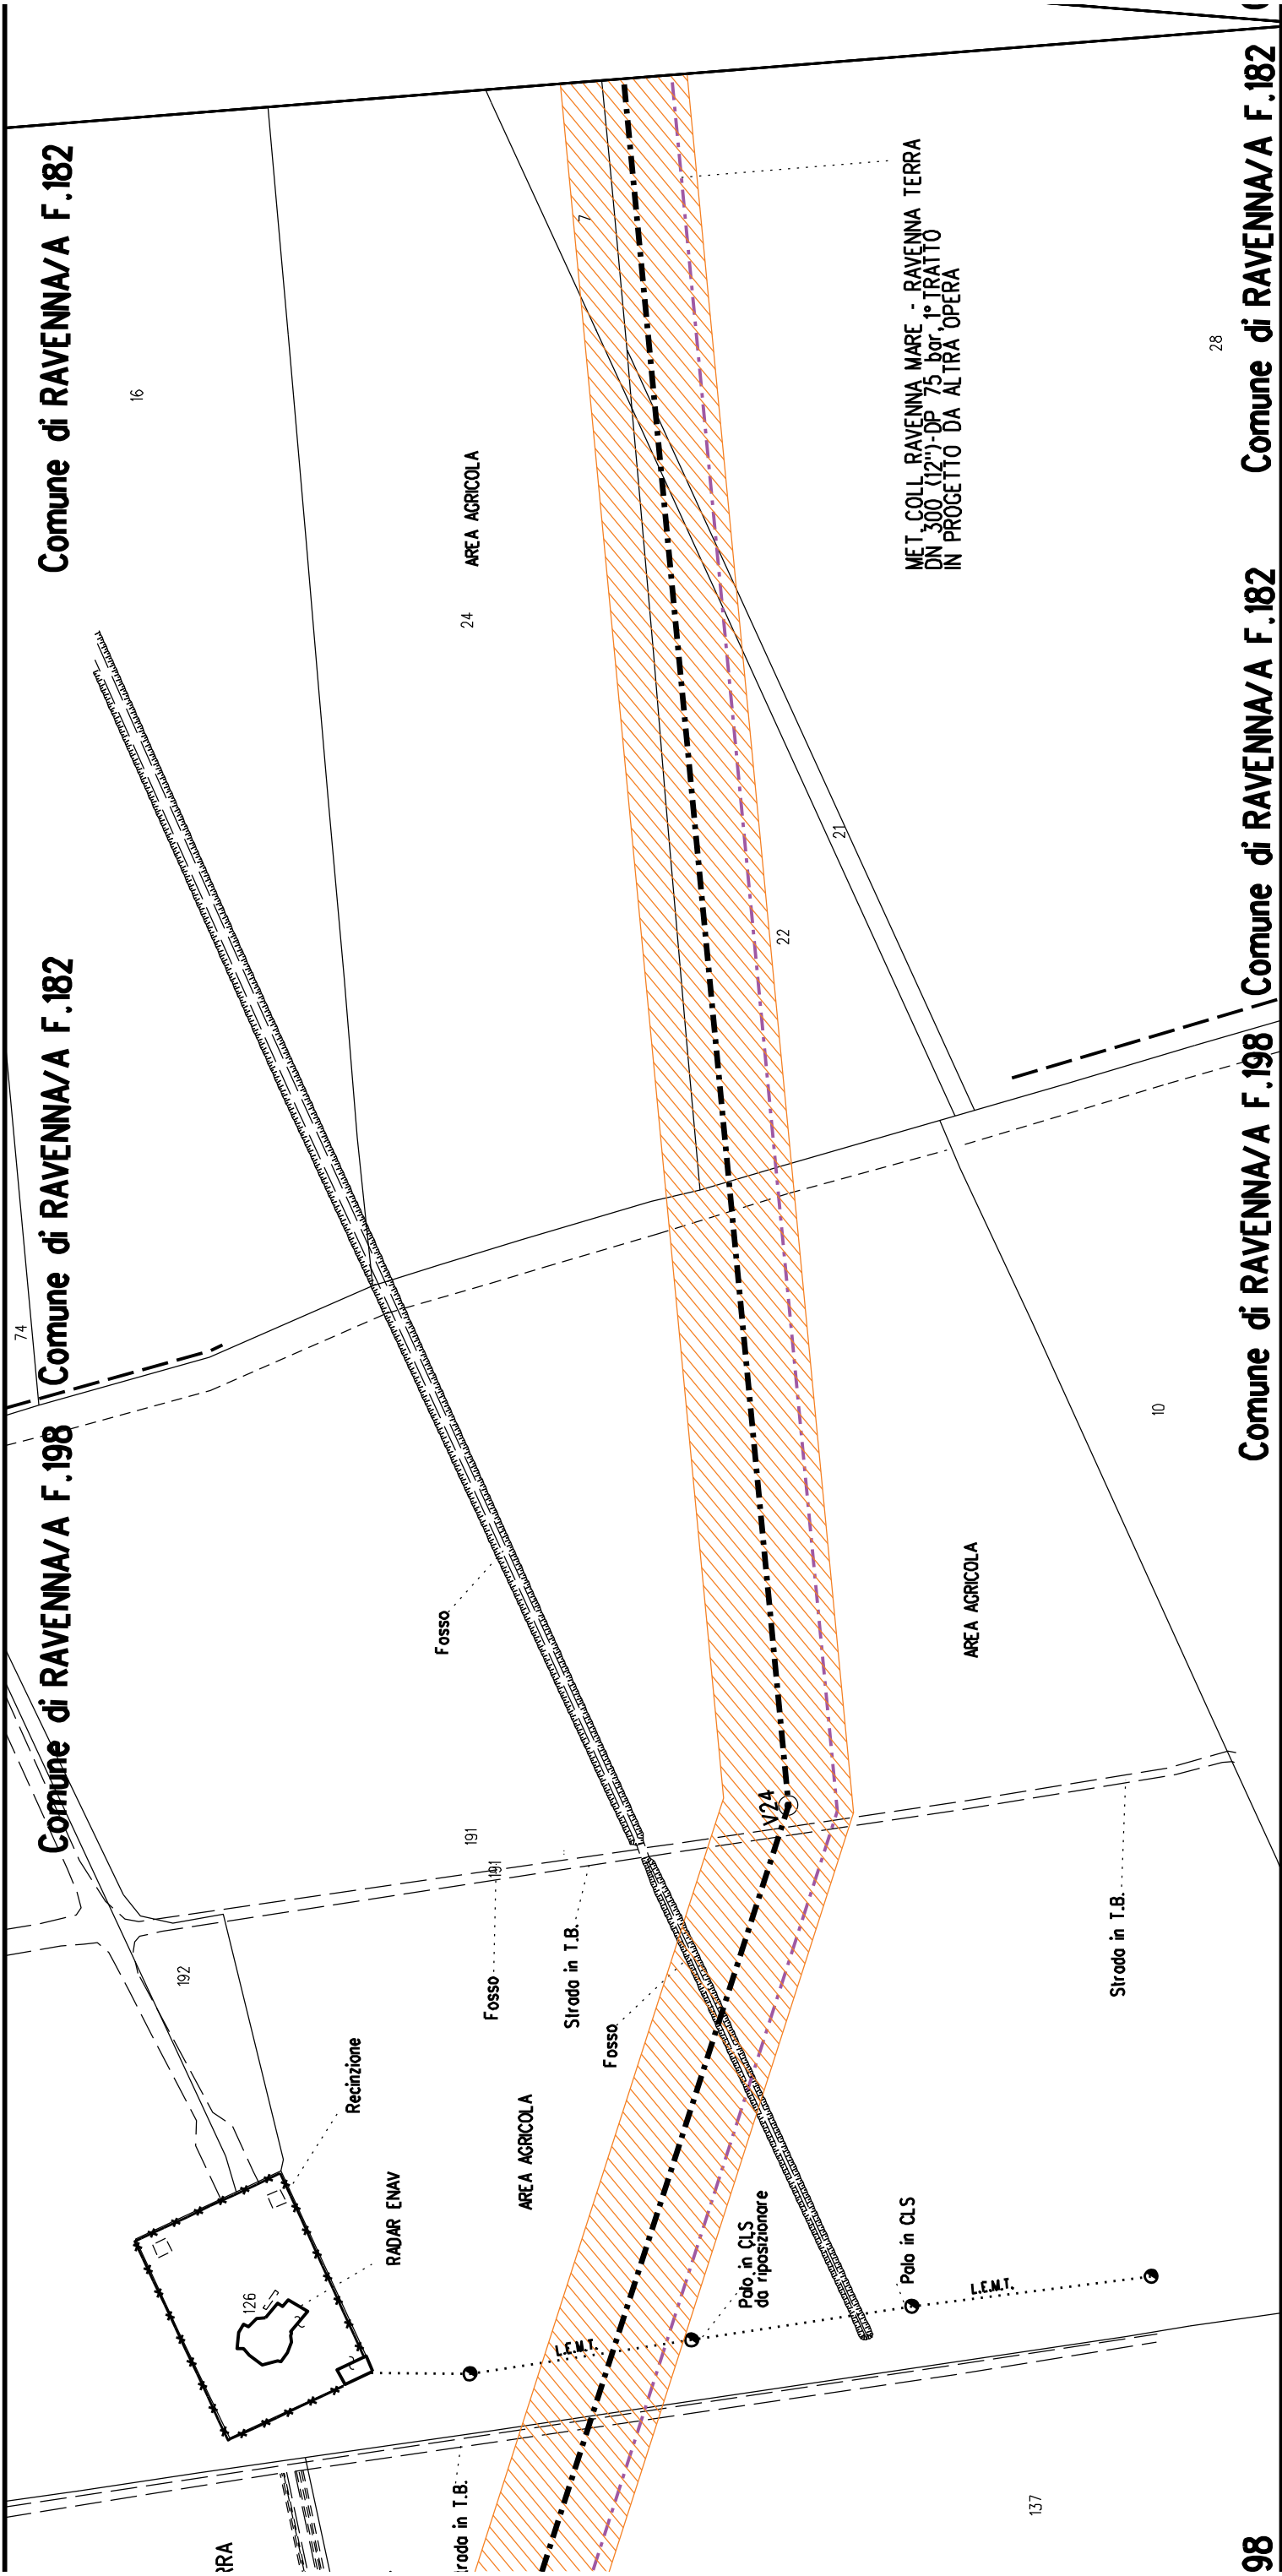 Comune di RAVENNA/A F.198
Comune di RAVENNA/A F.182
Comune di RAVENNA/A F.182
74
16
192
126
RADAR ENAV
Recinzione
Fosso
24
AREA AGRICOLA
191
191
Fosso
AREA AGRICOLA
Strada in T.B.
Fosso
7
L.E.M.T.
rada in T.B.
RRA
V24
22
21
Palo in CLS
da riposizionare
Palo in CLS
L.E.M.T.
MET. COLL. RAVENNA MARE - RAVENNA TERRA
DN 300 (12")-DP 75 bar, 1° TRATTO
IN PROGETTO DA ALTRA OPERA
AREA AGRICOLA
Strada in T.B.
137
10
28
98
Comune di RAVENNA/A F.198
Comune di RAVENNA/A F.182
Comune di RAVENNA/A F.182